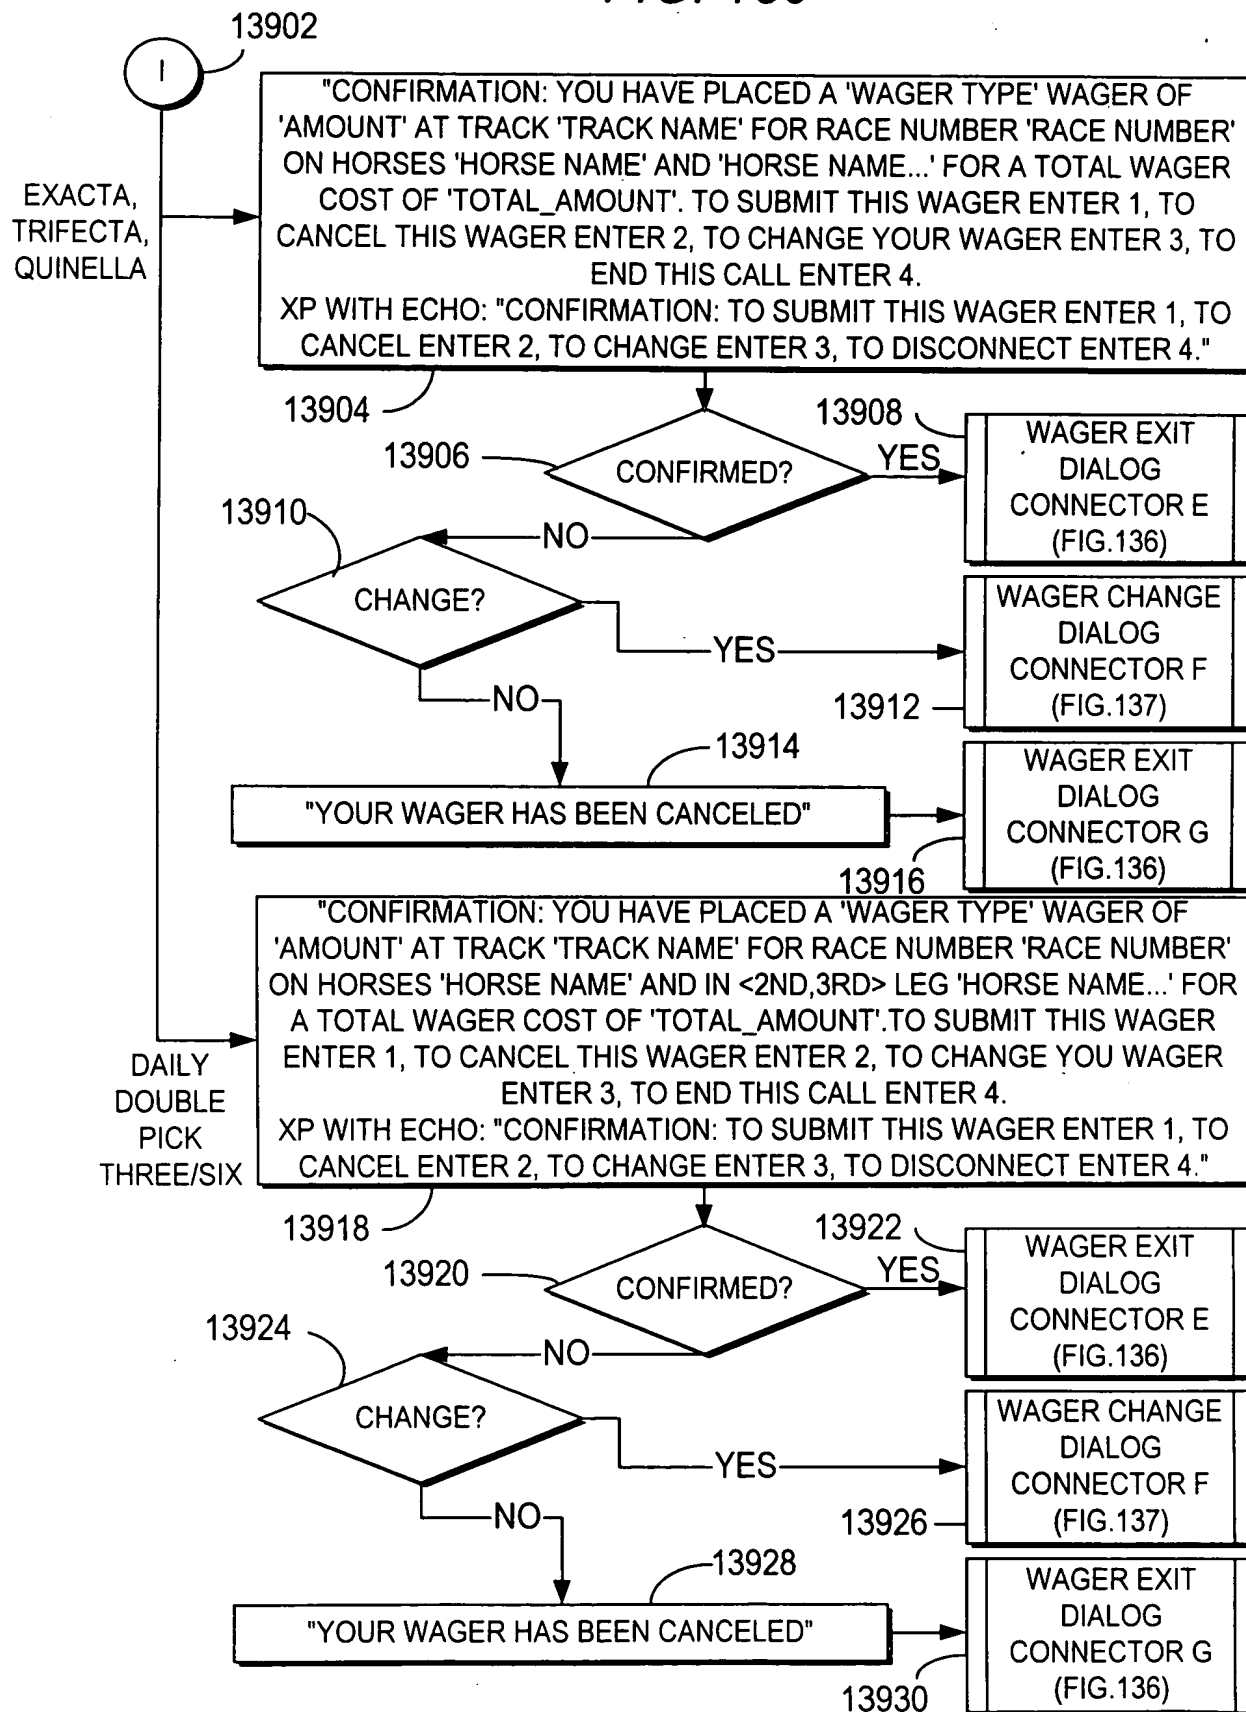 13902
I
"CONFIRMATION: YOU HAVE PLACED A 'WAGER TYPE' WAGER OF
'AMOUNT' AT TRACK 'TRACK NAME' FOR RACE NUMBER 'RACE NUMBER'
ON HORSES 'HORSE NAME' AND 'HORSE NAME...' FOR A TOTAL WAGER
COST OF 'TOTAL_AMOUNT'. TO SUBMIT THIS WAGER ENTER 1, TO
CANCEL THIS WAGER ENTER 2, TO CHANGE YOUR WAGER ENTER 3, TO
END THIS CALL ENTER 4.
XP WITH ECHO: "CONFIRMATION: TO SUBMIT THIS WAGER ENTER 1, TO
CANCEL ENTER 2, TO CHANGE ENTER 3, TO DISCONNECT ENTER 4."
EXACTA,
TRIFECTA,
QUINELLA
13904
13906
CONFIRMED?
YES
13908
WAGER EXIT
DIALOG
CONNECTOR E
(FIG.136)
NO
13910
CHANGE?
YES
13912
WAGER CHANGE
DIALOG
CONNECTOR F
(FIG.137)
NO
13914
"YOUR WAGER HAS BEEN CANCELED"
WAGER EXIT
DIALOG
CONNECTOR G
(FIG.136)
13916
"CONFIRMATION: YOU HAVE PLACED A 'WAGER TYPE' WAGER OF
'AMOUNT' AT TRACK 'TRACK NAME' FOR RACE NUMBER 'RACE NUMBER'
ON HORSES 'HORSE NAME' AND IN <2ND,3RD> LEG 'HORSE NAME...' FOR
A TOTAL WAGER COST OF 'TOTAL_AMOUNT'.TO SUBMIT THIS WAGER
ENTER 1, TO CANCEL THIS WAGER ENTER 2, TO CHANGE YOU WAGER
ENTER 3, TO END THIS CALL ENTER 4.
XP WITH ECHO: "CONFIRMATION: TO SUBMIT THIS WAGER ENTER 1, TO
CANCEL ENTER 2, TO CHANGE ENTER 3, TO DISCONNECT ENTER 4."
DAILY
DOUBLE
PICK
THREE/SIX
13918
13920
CONFIRMED?
YES
13922
WAGER EXIT
DIALOG
CONNECTOR E
(FIG.136)
NO
13924
CHANGE?
YES
13926
WAGER CHANGE
DIALOG
CONNECTOR F
(FIG.137)
NO
13928
"YOUR WAGER HAS BEEN CANCELED"
WAGER EXIT
DIALOG
CONNECTOR G
(FIG.136)
13930